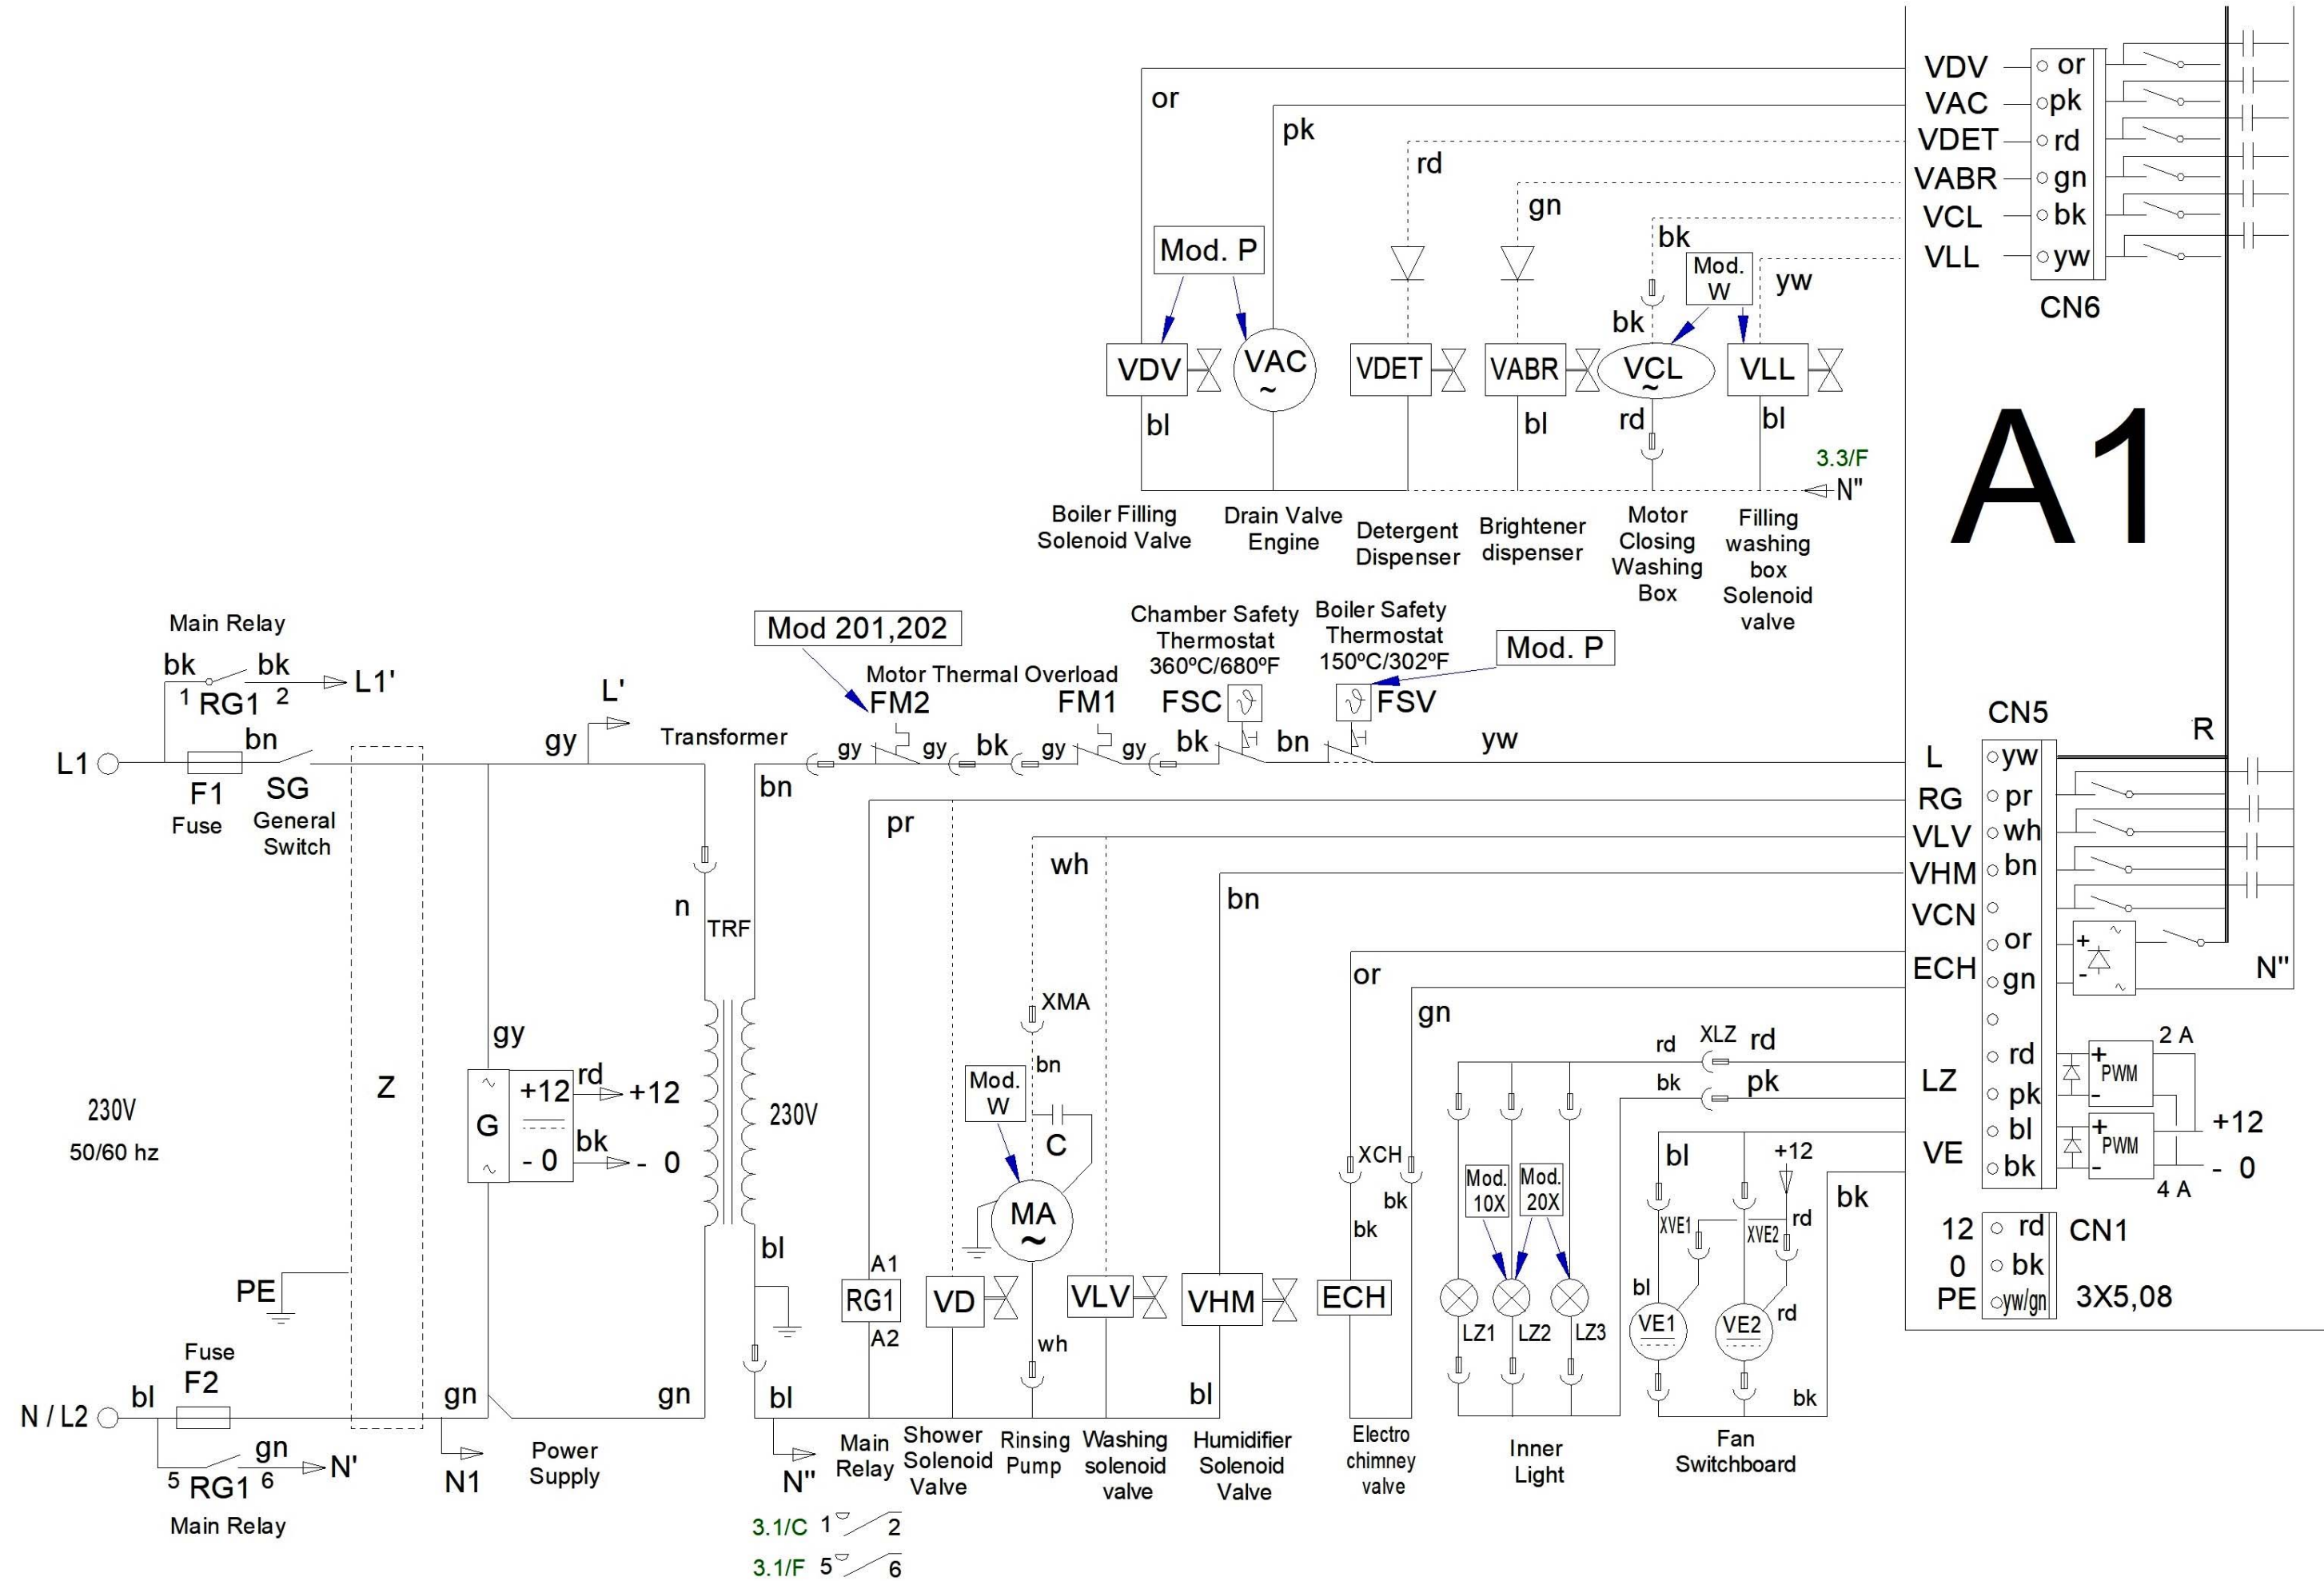 VDV
or
VAC
pk
VDET
rd
VABR
gn
VCL
bk
VLL
yw
CN6
or
pk
rd
gn
bk
yw
Mod. P
Mod.
W
bk
VDV
VAC
~
VDET
VABR
VCL
~
VLL
bl
bl
rd
bl
3.3/F
N"
A1
Boiler Filling
Solenoid Valve
Drain Valve
Engine
Detergent
Dispenser
Brightener
dispenser
Motor
Closing
Washing
Box
Filling
washing
box
Solenoid
valve
Main Relay
bk
bk
L1'
1
RG1
2
bn
L1
F1
Fuse
SG
General
Switch
gy
L'
Transformer
Mod 201,202
Motor Thermal Overload
FM2
FM1
Chamber Safety
Thermostat
360ºC/680ºF
FSC
Boiler Safety
Thermostat
150ºC/302ºF
FSV
Mod. P
bn
gy
gy
bk
gy
gy
bk
bn
yw
CN5
R
L
yw
RG
pr
VLV
wh
VHM
bn
VCN
or
ECH
gn
N"
LZ
rd
pk
VE
bl
bk
+
-
+
PWM
-
2 A
+
PWM
-
4 A
+12
- 0
12
rd
CN1
0
bk
PE
yw/gn
3X5,08
pr
wh
bn
or
gn
n
TRF
XMA
bn
Mod.
W
C
MA
~
wh
gy
G
+12
- 0
rd
+12
bk
- 0
Z
230V
50/60 hz
230V
PE
bl
A1
RG1
A2
VD
VLV
VHM
ECH
XCH
bk
bk
rd
XLZ
rd
bk
pk
Mod.
10X
Mod.
20X
LZ1
LZ2
LZ3
bl
+12
bk
XVE1
XVE2
rd
bl
VE1
VE2
rd
bk
Fuse
F2
N / L2
bl
gn
gn
bl
bl
5
RG1
6
gn
N'
Main Relay
N1
Power
Supply
N"
Main
Relay
Shower
Solenoid
Valve
Rinsing
Pump
Washing
solenoid
valve
Humidifier
Solenoid
Valve
Electro
chimney
valve
Inner
Light
Fan
Switchboard
3.1/C
1
2
3.1/F
5
6